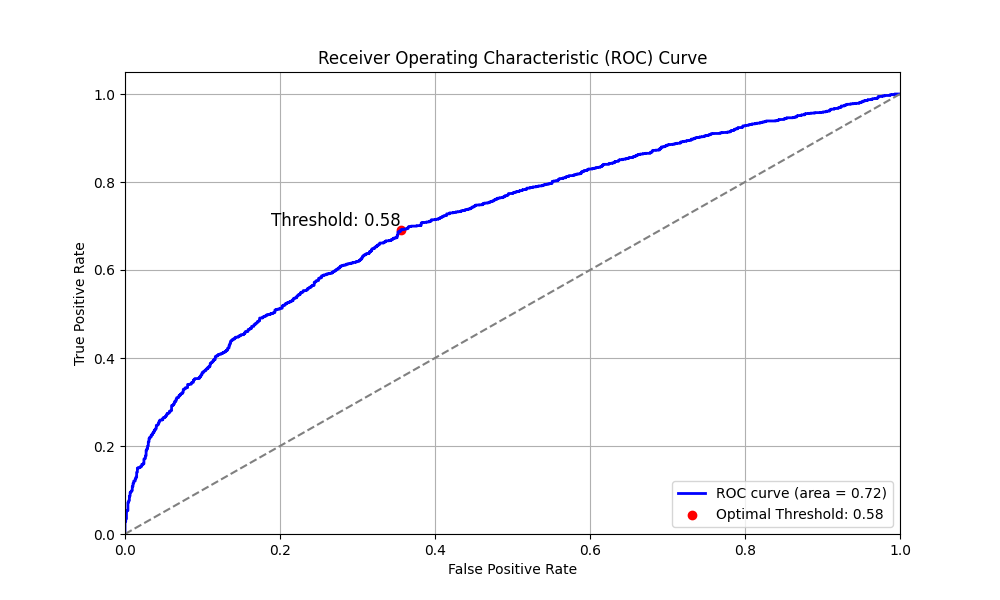 Receiver Operating Characteristic (ROC) Curve
True Positive Rate
1.0
0.8
0.6
0.4
0.2
0.0
Threshold: 0.58
ROC curve (area = 0.72)
Optimal Threshold: 0.58
0.0 0.2 0.4 0.6 0.8 1.0
False Positive Rate